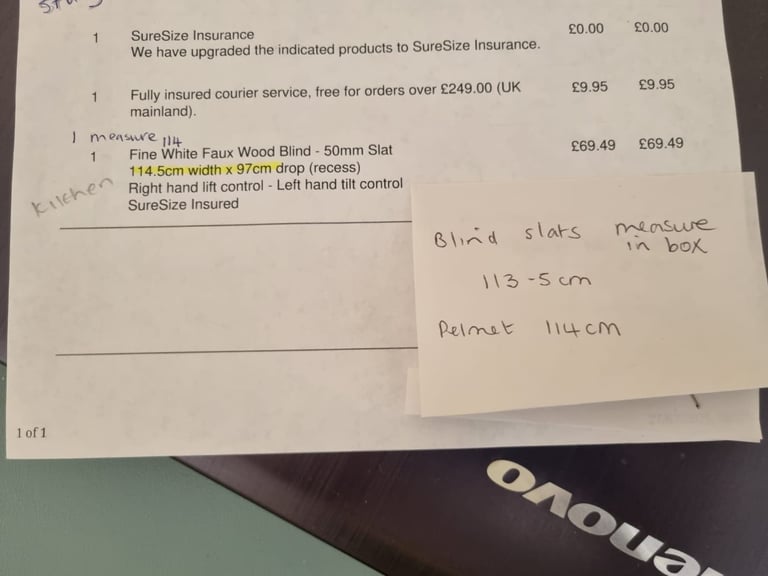 1 SureSize Insurance £0.00 £0.00
We have upgraded the indicated products to SureSize Insurance.
1 Fully insured courier service, free for orders over £249.00 (UK £9.95 £9.95
mainland).
I measure 114
1 Fine White Faux Wood Blind - 50mm Slat £69.49 £69.49
114.5cm width x 97cm drop (recess)
Right hand lift control - Left hand tilt control
Kitchen
SureSize Insured
Blind slats measure
in box
113-5cm
Pelmet 114cm
1 of 1
lenovo